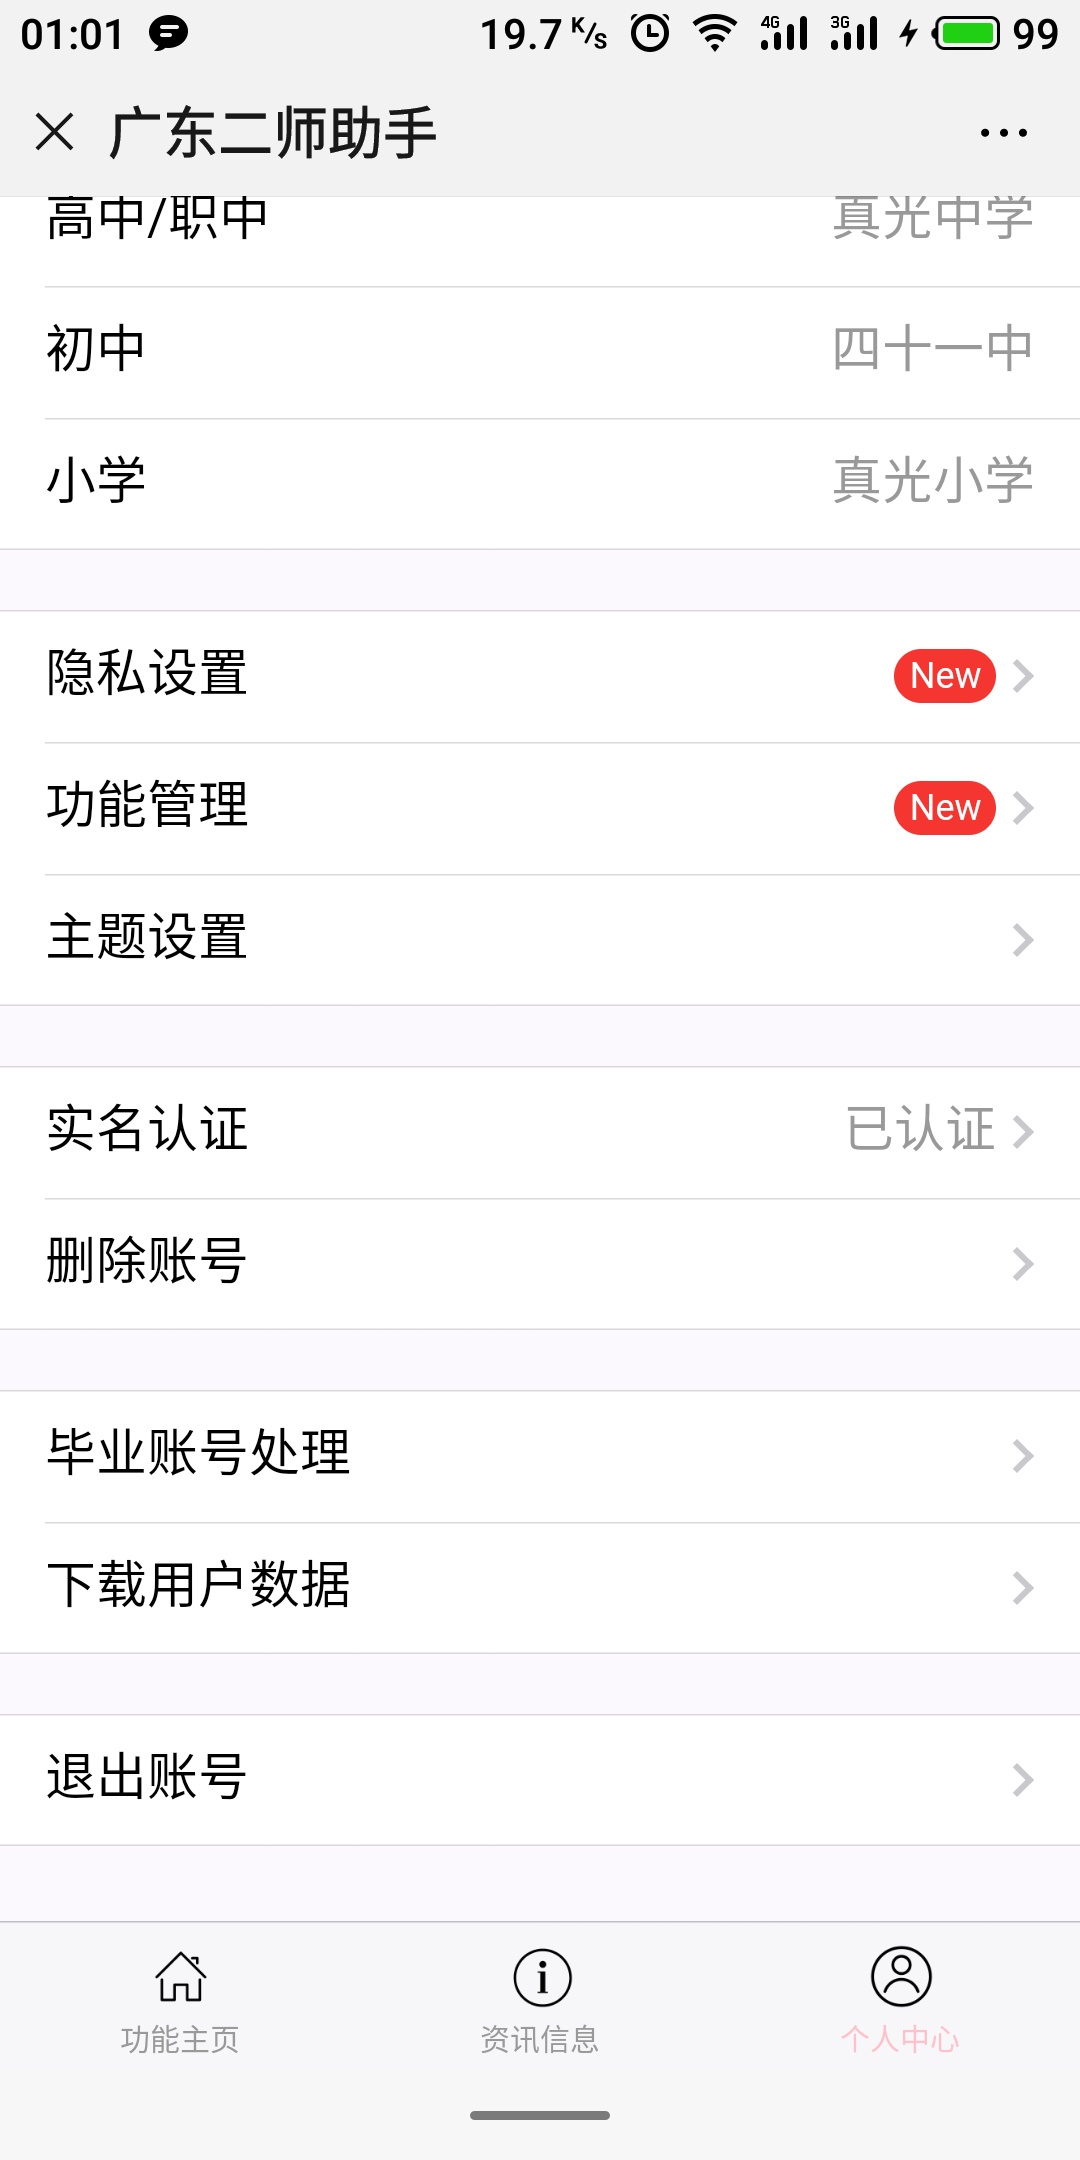 01:01 19.7 K/s 4G 3G 99
广东二师助手
高中/职中 真光中学
初中 四十一中
小学 真光小学
隐私设置 New
功能管理 New
主题设置
实名认证 已认证
删除账号
毕业账号处理
下载用户数据
退出账号
功能主页 资讯信息 个人中心